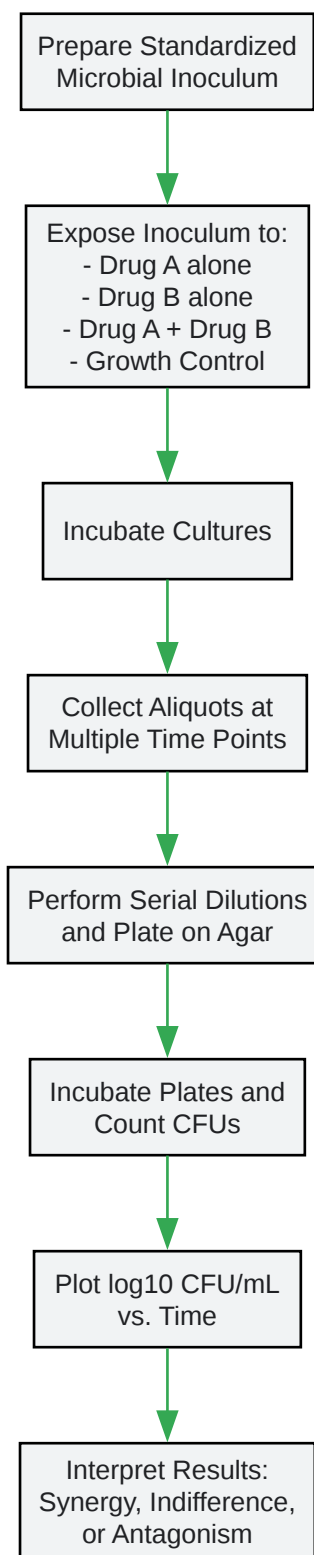 Prepare Standardized
Microbial Inoculum
Expose Inoculum to:
- Drug A alone
- Drug B alone
- Drug A + Drug B
- Growth Control
Incubate Cultures
Collect Aliquots at
Multiple Time Points
Perform Serial Dilutions
and Plate on Agar
Incubate Plates and
Count CFUs
Plot log10 CFU/mL
vs. Time
Interpret Results:
Synergy, Indifference,
or Antagonism